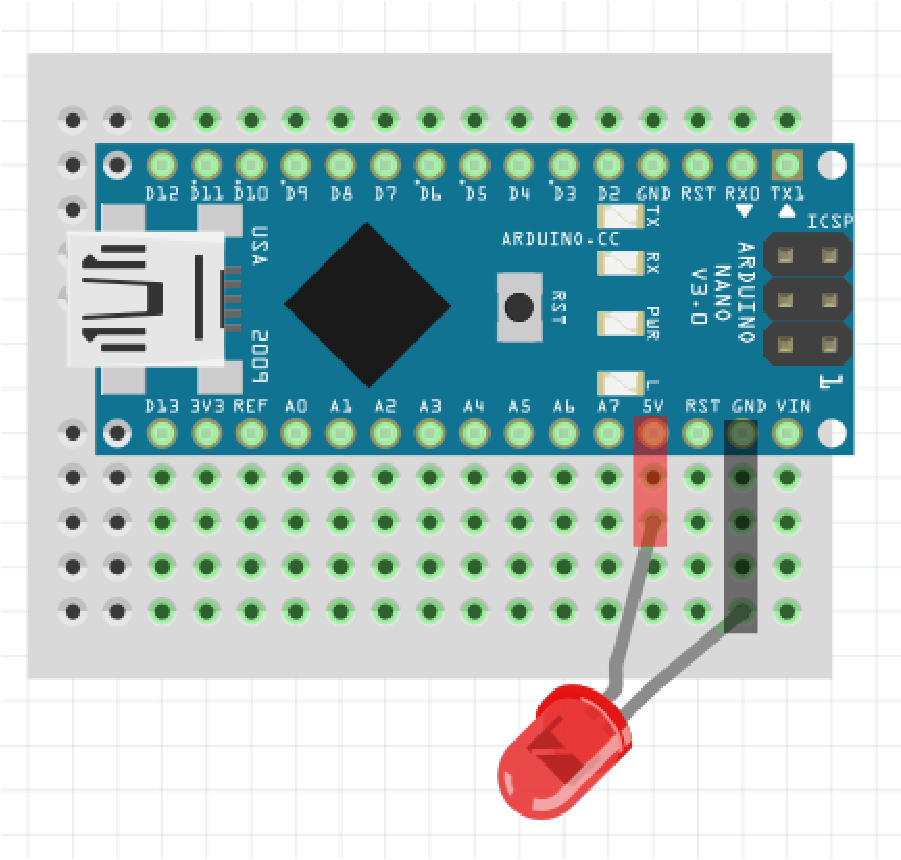 D12 D11 D10 D9 D8 D7 D6 D5 D4 D3 D2 GND RST RX0 TX1
ICSP
TX
USA
ARDUINO.CC
RX
ARDUINO
NANO
V3.0
RST
PWR
2009
L
1
D13 3V3 REF A0 A1 A2 A3 A4 A5 A6 A7 5V RST GND VIN